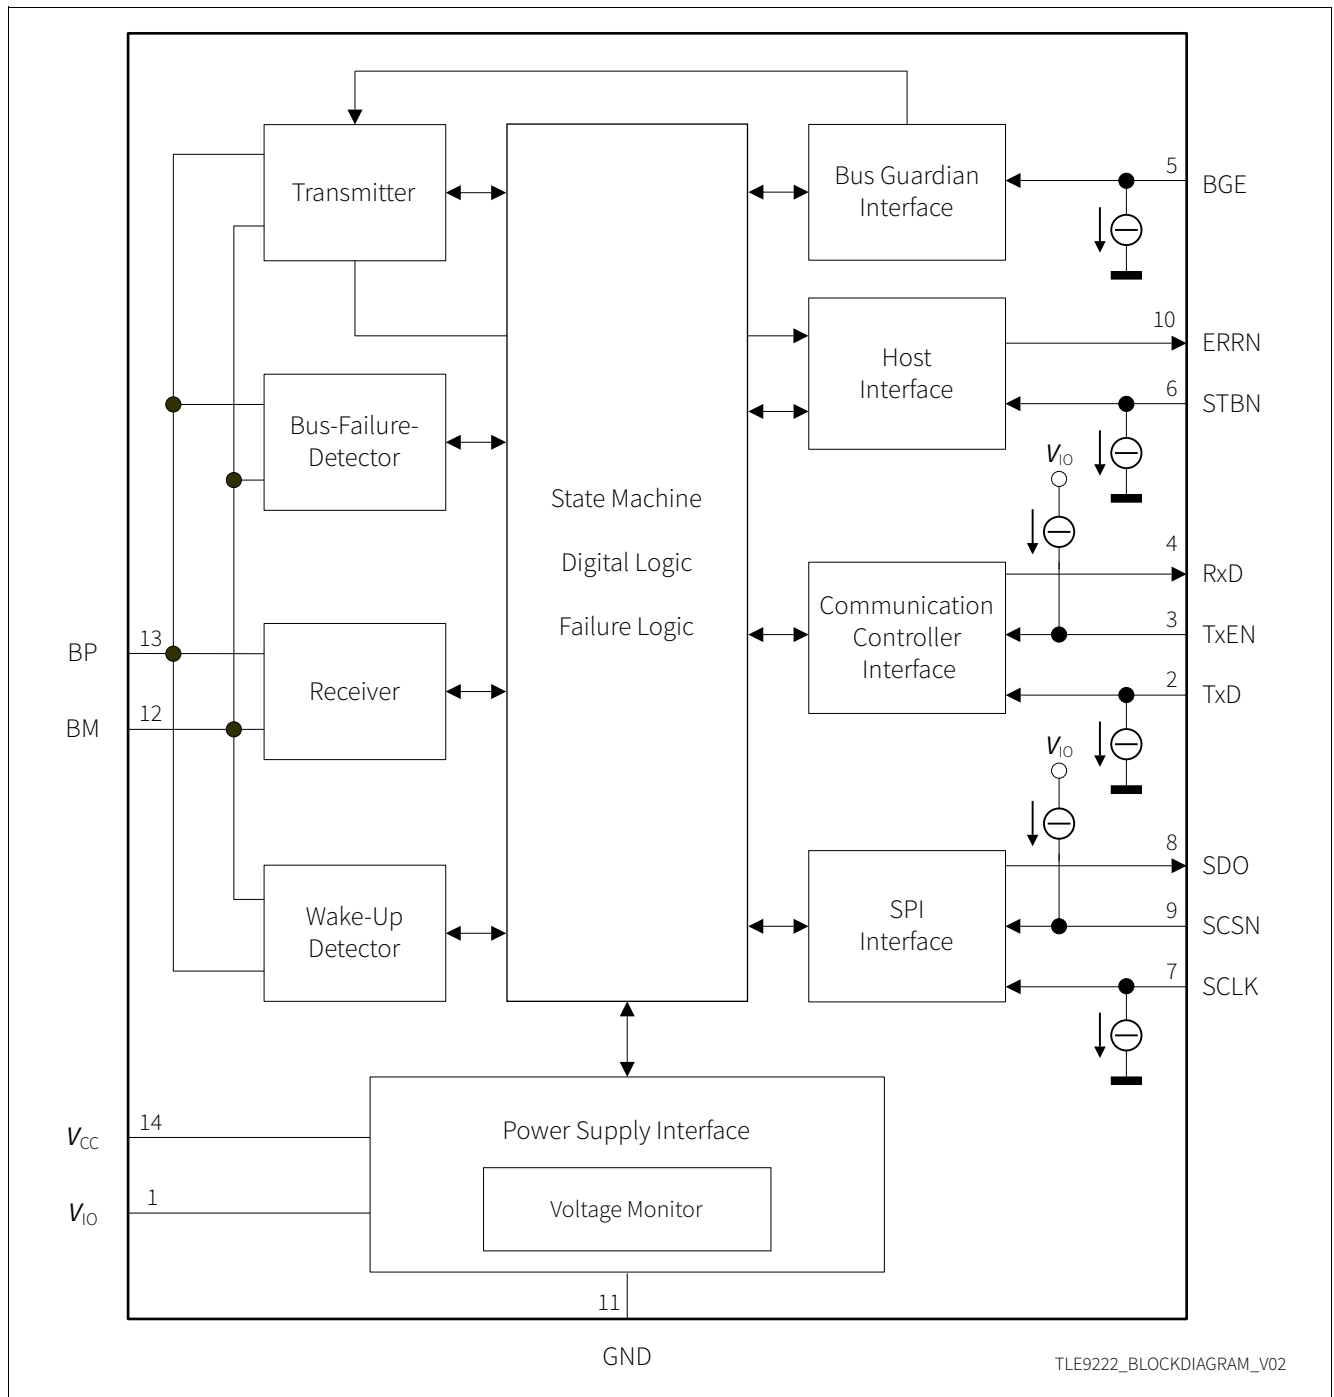 Transmitter
Bus Guardian
Interface
5
BGE
10
ERRN
Host
Interface
6
STBN
Bus-Failure-
Detector
VIO
State Machine
Digital Logic
Failure Logic
4
RxD
Communication
Controller
Interface
3
TxEN
2
TxD
BP
13
Receiver
BM
12
VIO
8
SDO
SPI
Interface
9
SCSN
7
SCLK
Wake-Up
Detector
VCC
14
Power Supply Interface
VIO
1
Voltage Monitor
11
GND
TLE9222_BLOCKDIAGRAM_V02